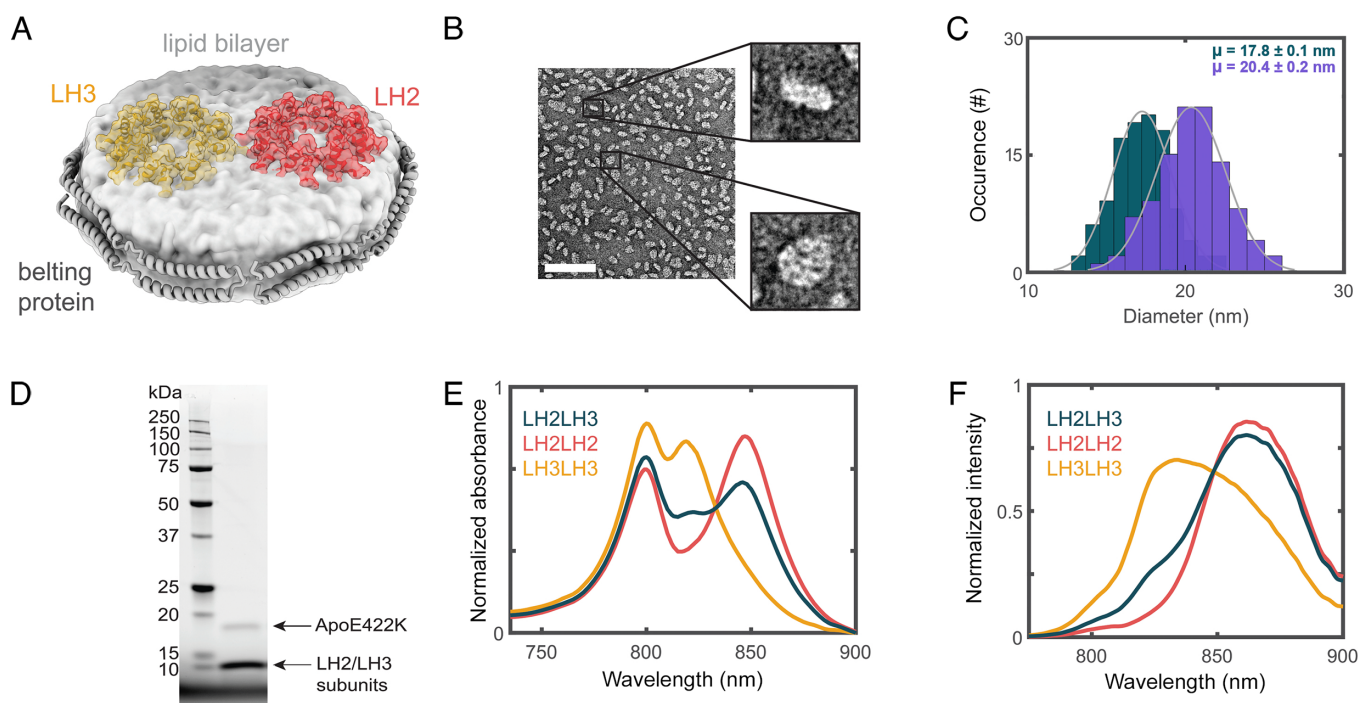 A
lipid bilayer
LH3
LH2
belting
protein
B
C
30
15
0
Occurence (#)
μ = 17.8 ± 0.1 nm
μ = 20.4 ± 0.2 nm
10
20
30
Diameter (nm)
D
kDa
250
150
100
75
50
37
25
20
15
10
ApoE422K
LH2/LH3
subunits
E
1
0
Normalized absorbance
LH2LH3
LH2LH2
LH3LH3
750
800
850
900
Wavelength (nm)
F
1
0.5
0
Normalized intensity
LH2LH3
LH2LH2
LH3LH3
800
850
900
Wavelength (nm)